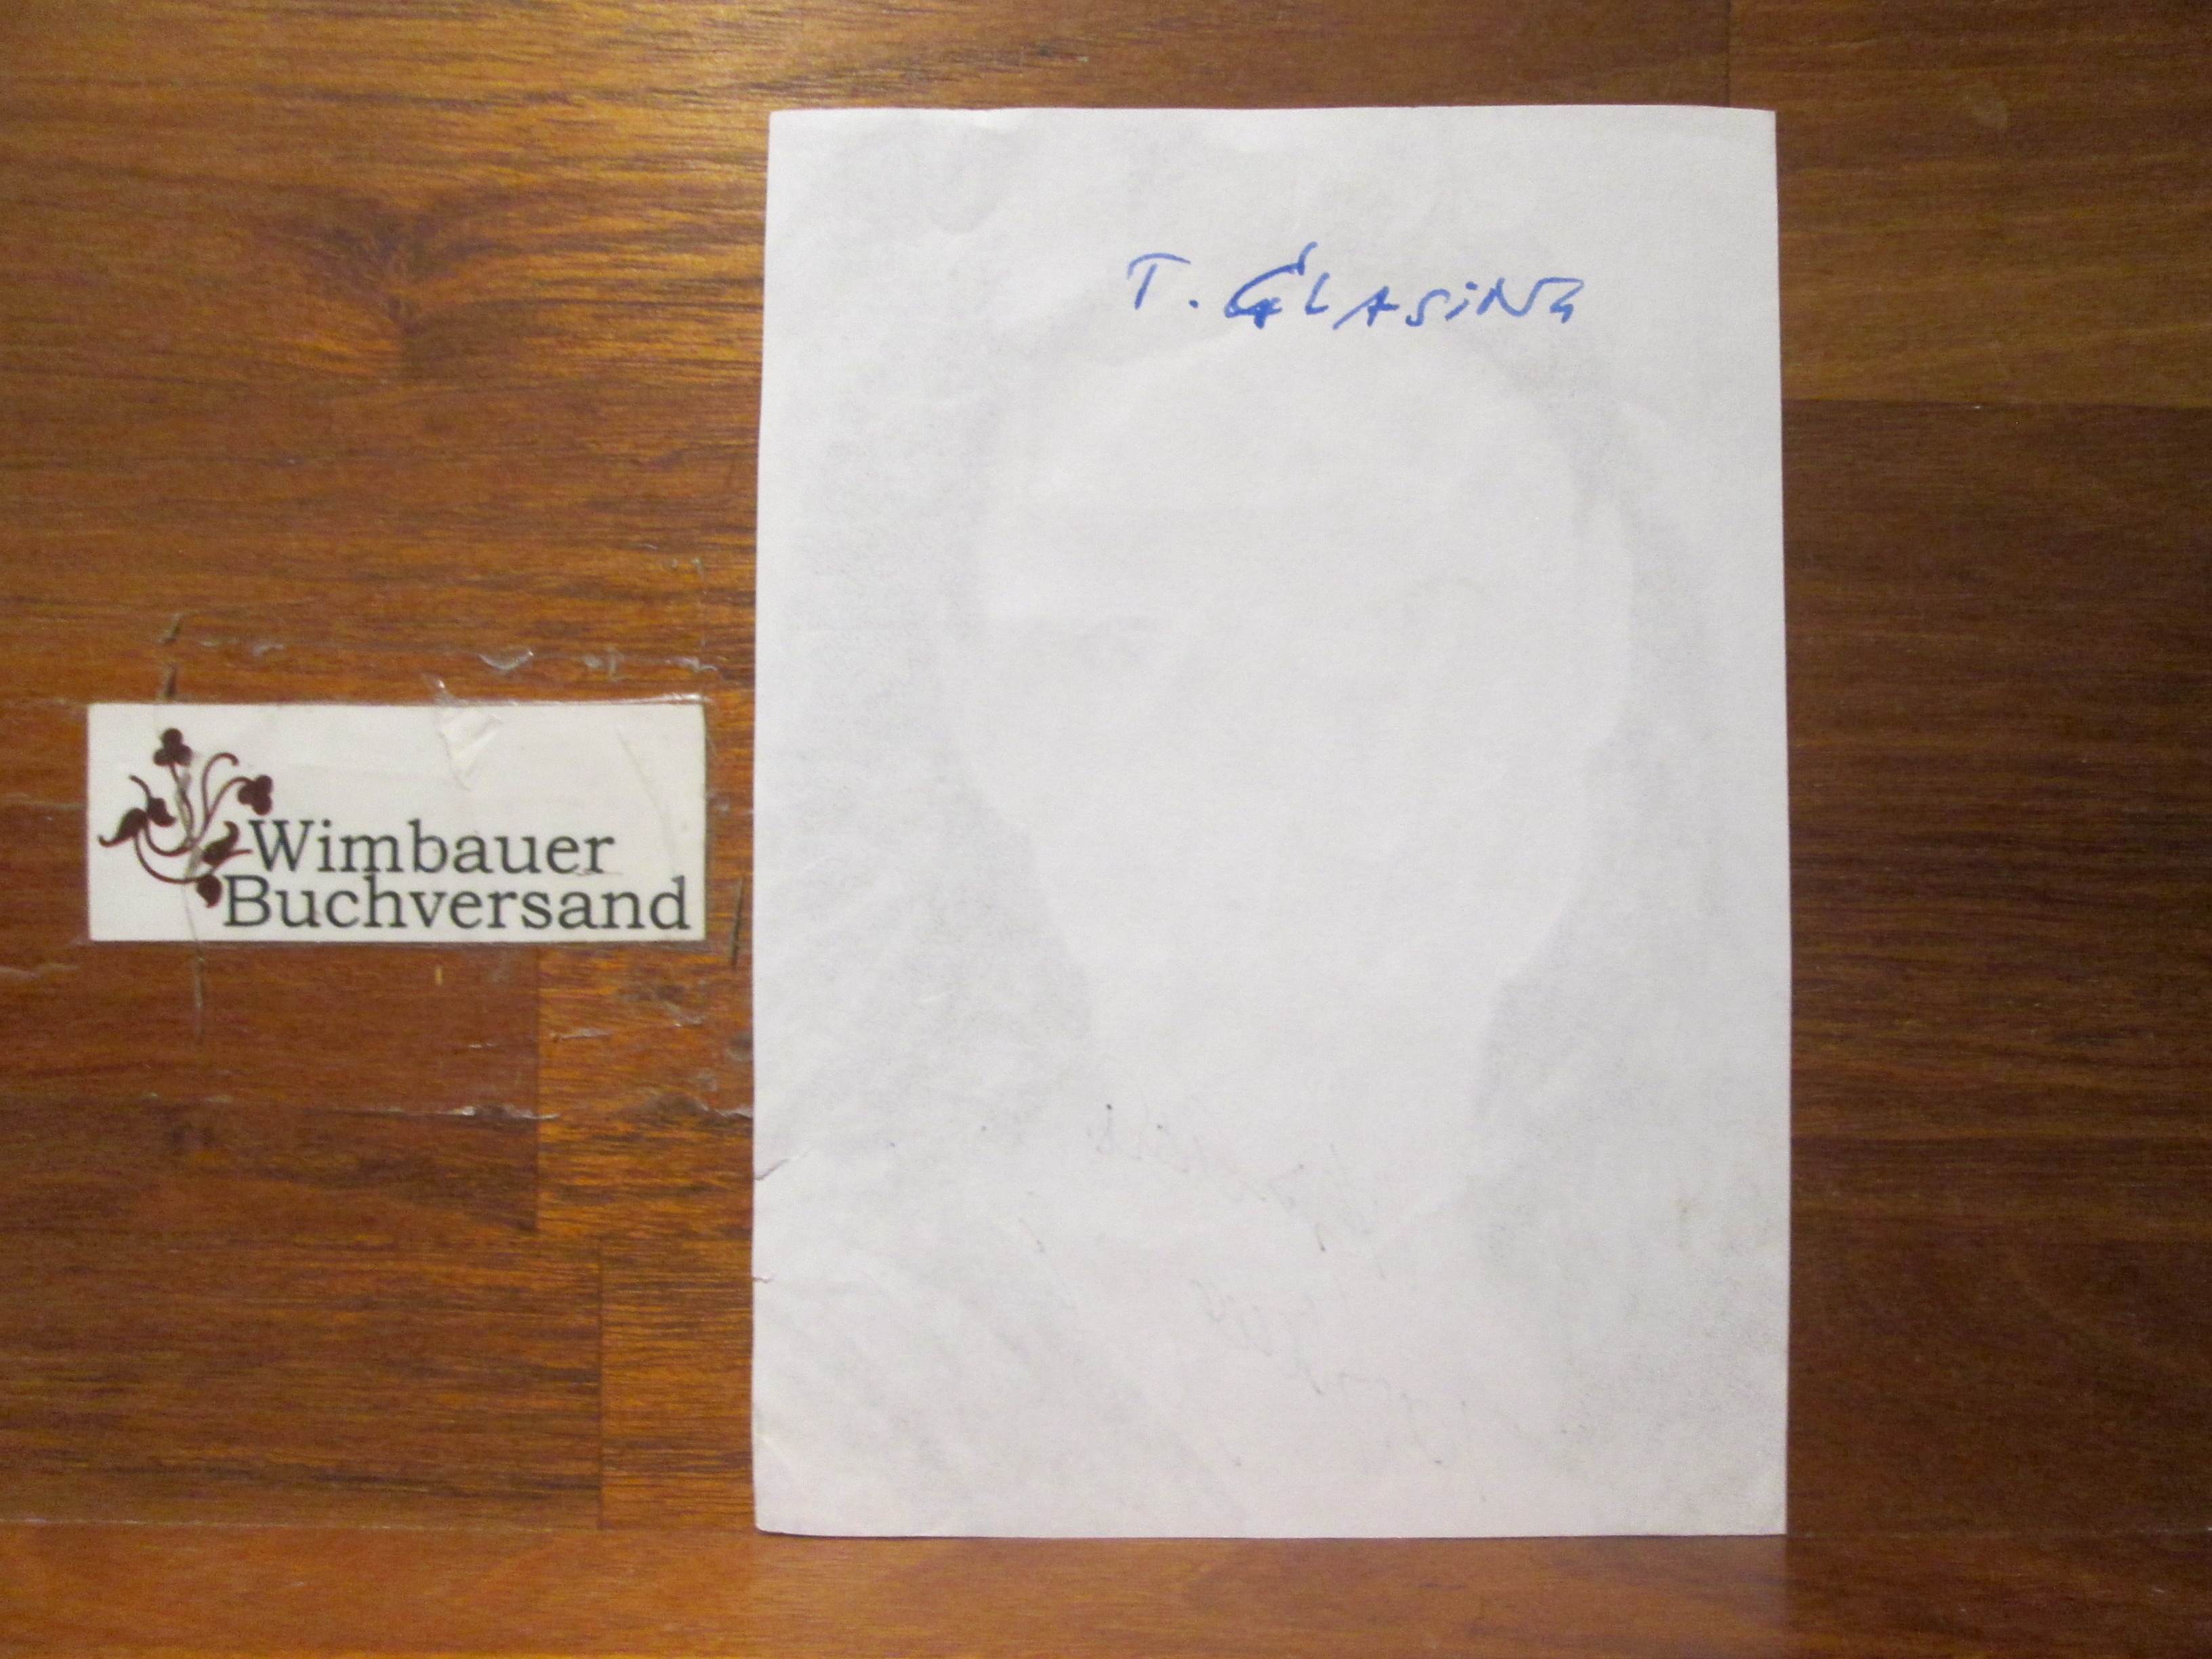 T. GLASING
Wimbauer
Buchversand